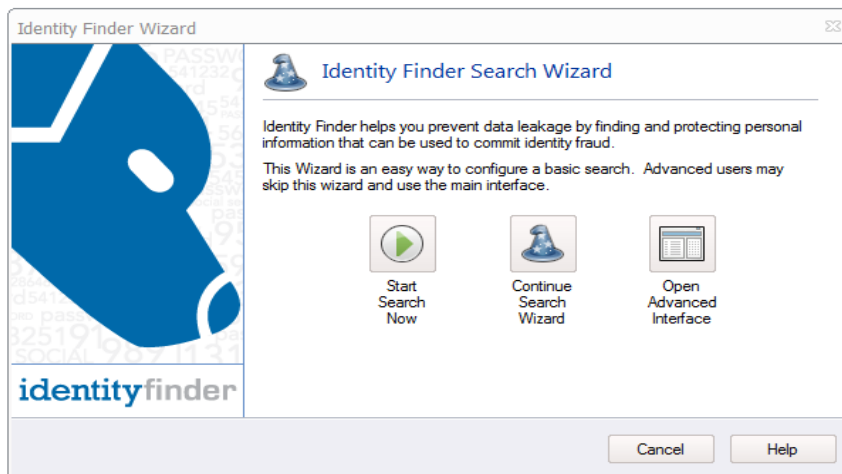 Identity Finder Wizard
Identity Finder Search Wizard
Identity Finder helps you prevent data leakage by finding and protecting personal
information that can be used to commit identity fraud.
This Wizard is an easy way to configure a basic search. Advanced users may
skip this wizard and use the main interface.
Start
Search
Now
Continue
Search
Wizard
Open
Advanced
Interface
identityfinder
Cancel
Help